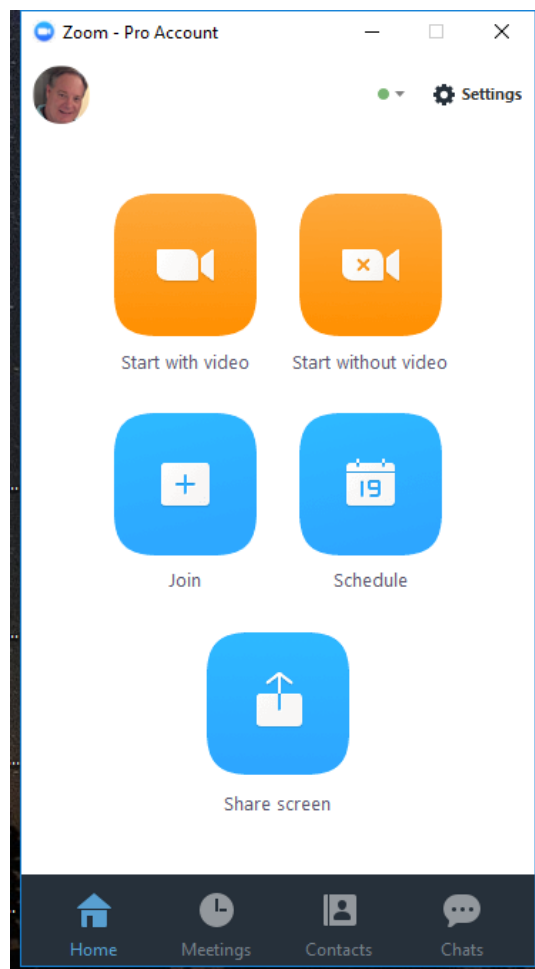 Zoom - Pro Account
Settings
Start with video
Start without video
19
Join
Schedule
Share screen
Home
Meetings
Contacts
Chats